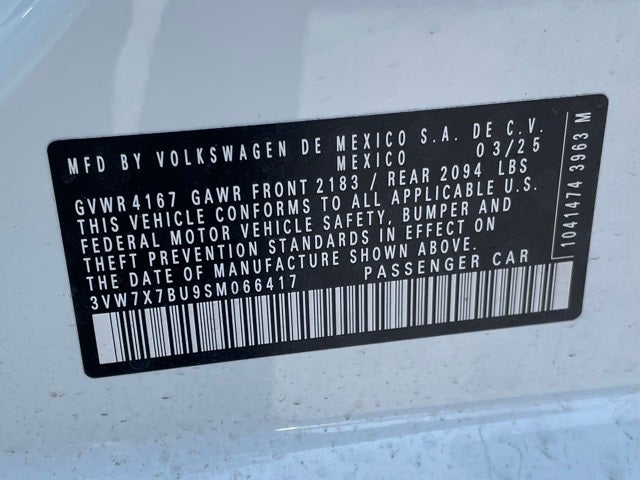 MFD BY VOLKSWAGEN DE MEXICO S.A. DE C.V.
MEXICO 03/25
GVWR 4167 GAWR FRONT 2183 / REAR 2094 LBS
THIS VEHICLE CONFORMS TO ALL APPLICABLE U.S.
FEDERAL MOTOR VEHICLE SAFETY, BUMPER AND
THEFT PREVENTION STANDARDS IN EFFECT ON
THE DATE OF MANUFACTURE SHOWN ABOVE.
3VW7X7BU9SM066417 PASSENGER CAR
1041474 3963 M